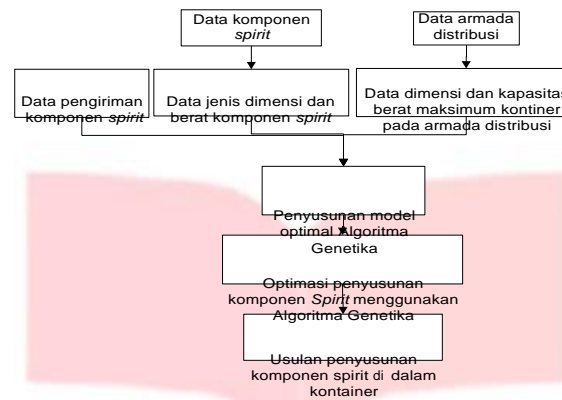 Data komponen
spirit
Data armada
distribusi
Data pengiriman
komponen spirit
Data jenis dimensi dan
berat komponen spirit
Data dimensi dan kapasitas
berat maksimum kontiner
pada armada distribusi
Penyusunan model
optimal Algoritma
Genetika
Optimasi penyusunan
komponen Spirit menggunakan
Algoritma Genetika
Usulan penyusunan
komponen spirit di dalam
kontainer